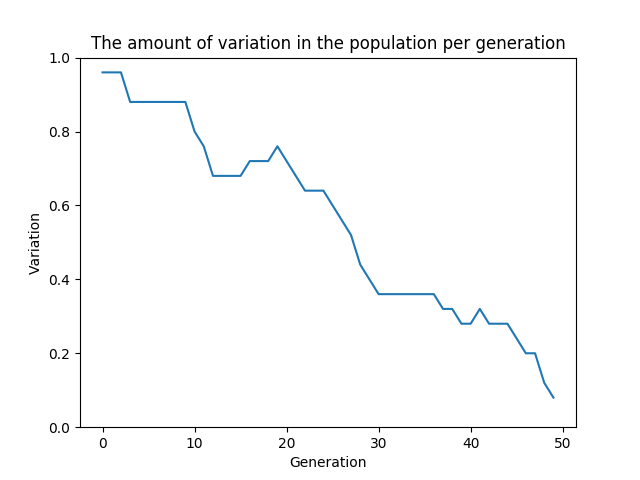 The amount of variation in the population per generation
1.0
0.8
0.6
0.4
0.2
0.0
Variation
0 10 20 30 40 50
Generation